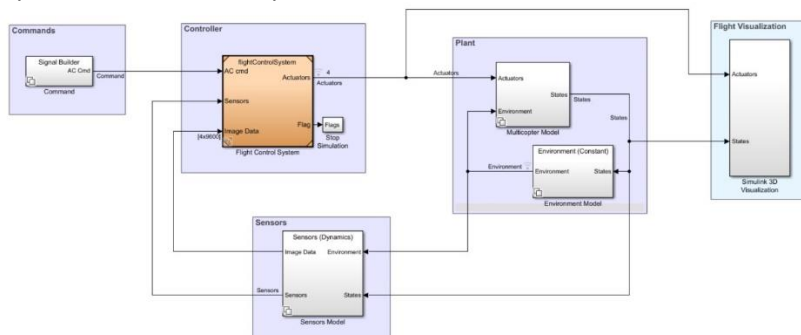 Commands
Signal Builder
AC Cmd
Command
Command
Controller
flightControlSystem
AC cmd
Actuators
4
Actuators
Sensors
Flag
Flags
Image Data
[4x9600]
Stop
Simulation
Flight Control System
Plant
Actuators
Actuators
States
States
Environment
States
Multicopter Model
Environment (Constant)
Environment
Environment
States
Environment Model
Flight Visualization
Actuators
States
Simulink 3D
Visualization
Sensors
Sensors (Dynamics)
Image Data
Environment
Sensors
Sensors
States
Sensors Model